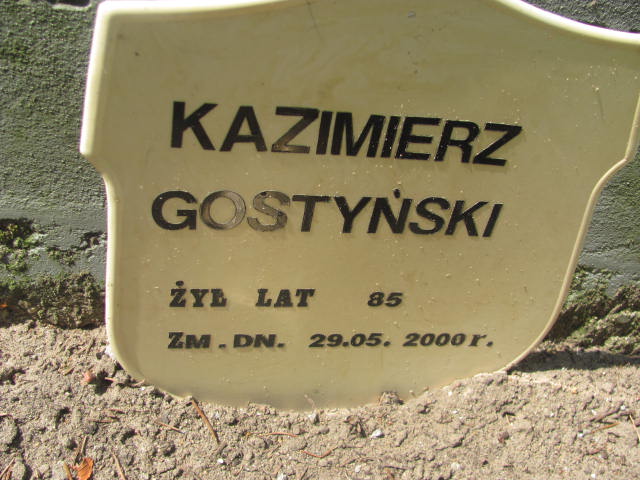 KAZIMIERZ
GOSTYŃSKI
ŻYŁ LAT 85
ZM. DN. 29.05. 2000 r.